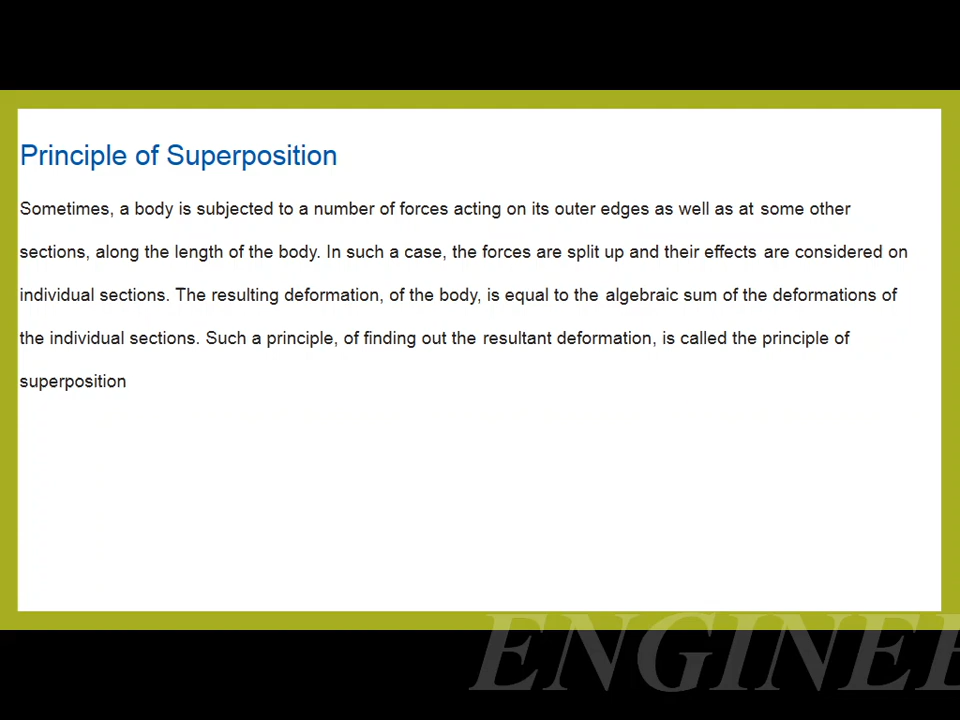 Principle of Superposition
Sometimes, a body is subjected to a number of forces acting on its outer edges as well as at some other
sections, along the length of the body. In such a case, the forces are split up and their effects are considered on
individual sections. The resulting deformation, of the body, is equal to the algebraic sum of the deformations of
the individual sections. Such a principle, of finding out the resultant deformation, is called the principle of
superposition